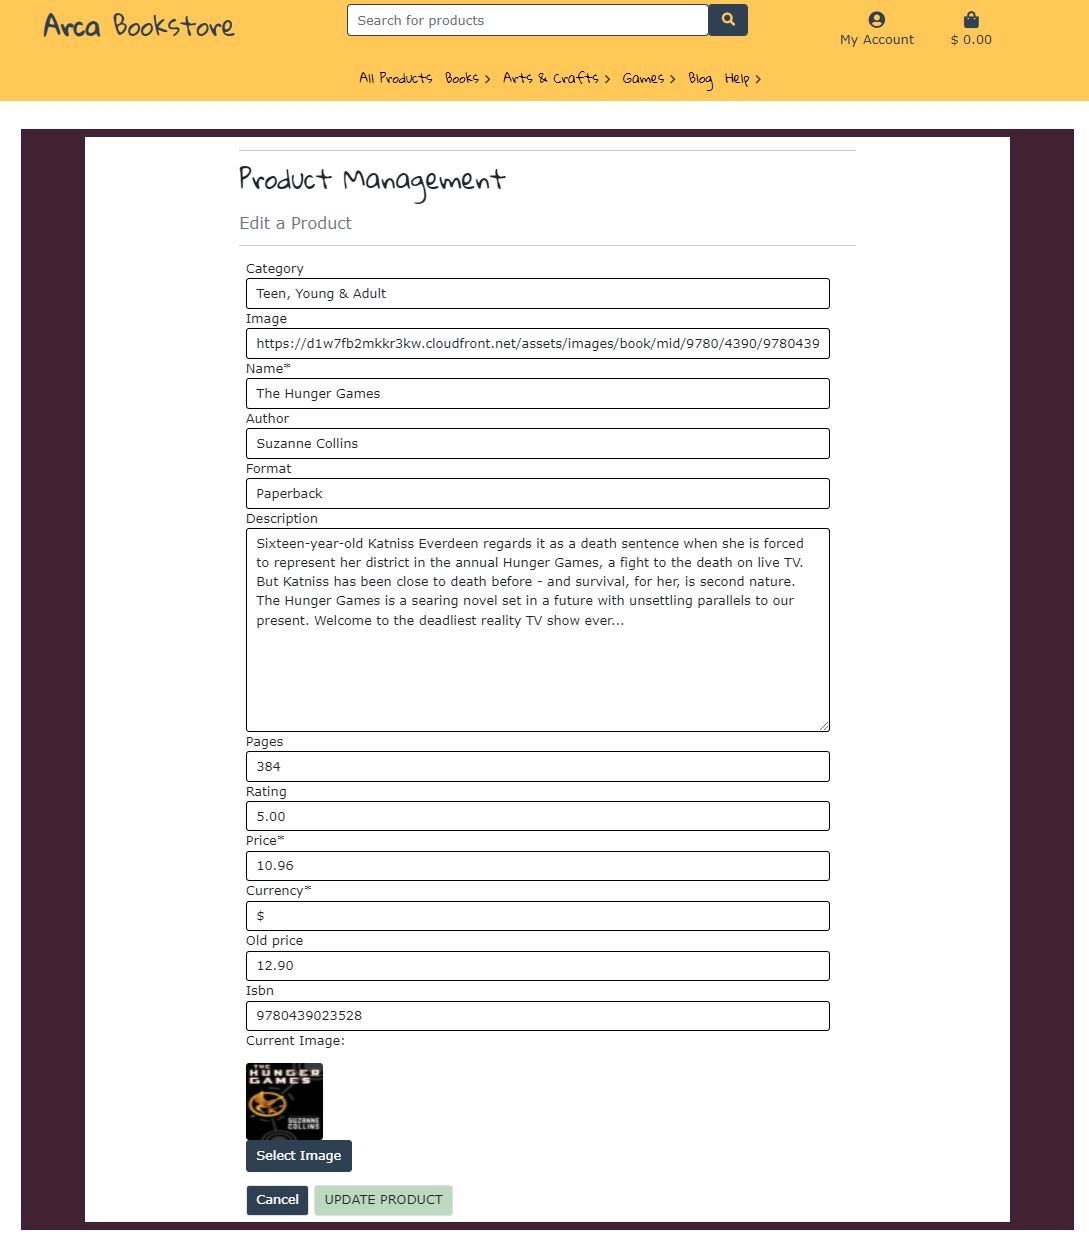 Arca Bookstore
Search for products
My Account
$ 0.00
All Products Books > Arts & Crafts > Games > Blog Help >
Product Management
Edit a Product
Category
Teen, Young & Adult
Image
https://d1w7fb2mkkr3kw.cloudfront.net/assets/images/book/mid/9780/4390/9780439
Name*
The Hunger Games
Author
Suzanne Collins
Format
Paperback
Description
Sixteen-year-old Katniss Everdeen regards it as a death sentence when she is forced
to represent her district in the annual Hunger Games, a fight to the death on live TV.
But Katniss has been close to death before - and survival, for her, is second nature.
The Hunger Games is a searing novel set in a future with unsettling parallels to our
present. Welcome to the deadliest reality TV show ever...
Pages
384
Rating
5.00
Price*
10.96
Currency*
$
Old price
12.90
Isbn
9780439023528
Current Image:
THE
HUNGER
GAMES
SUZANNE
COLLINS
Select Image
Cancel
UPDATE PRODUCT